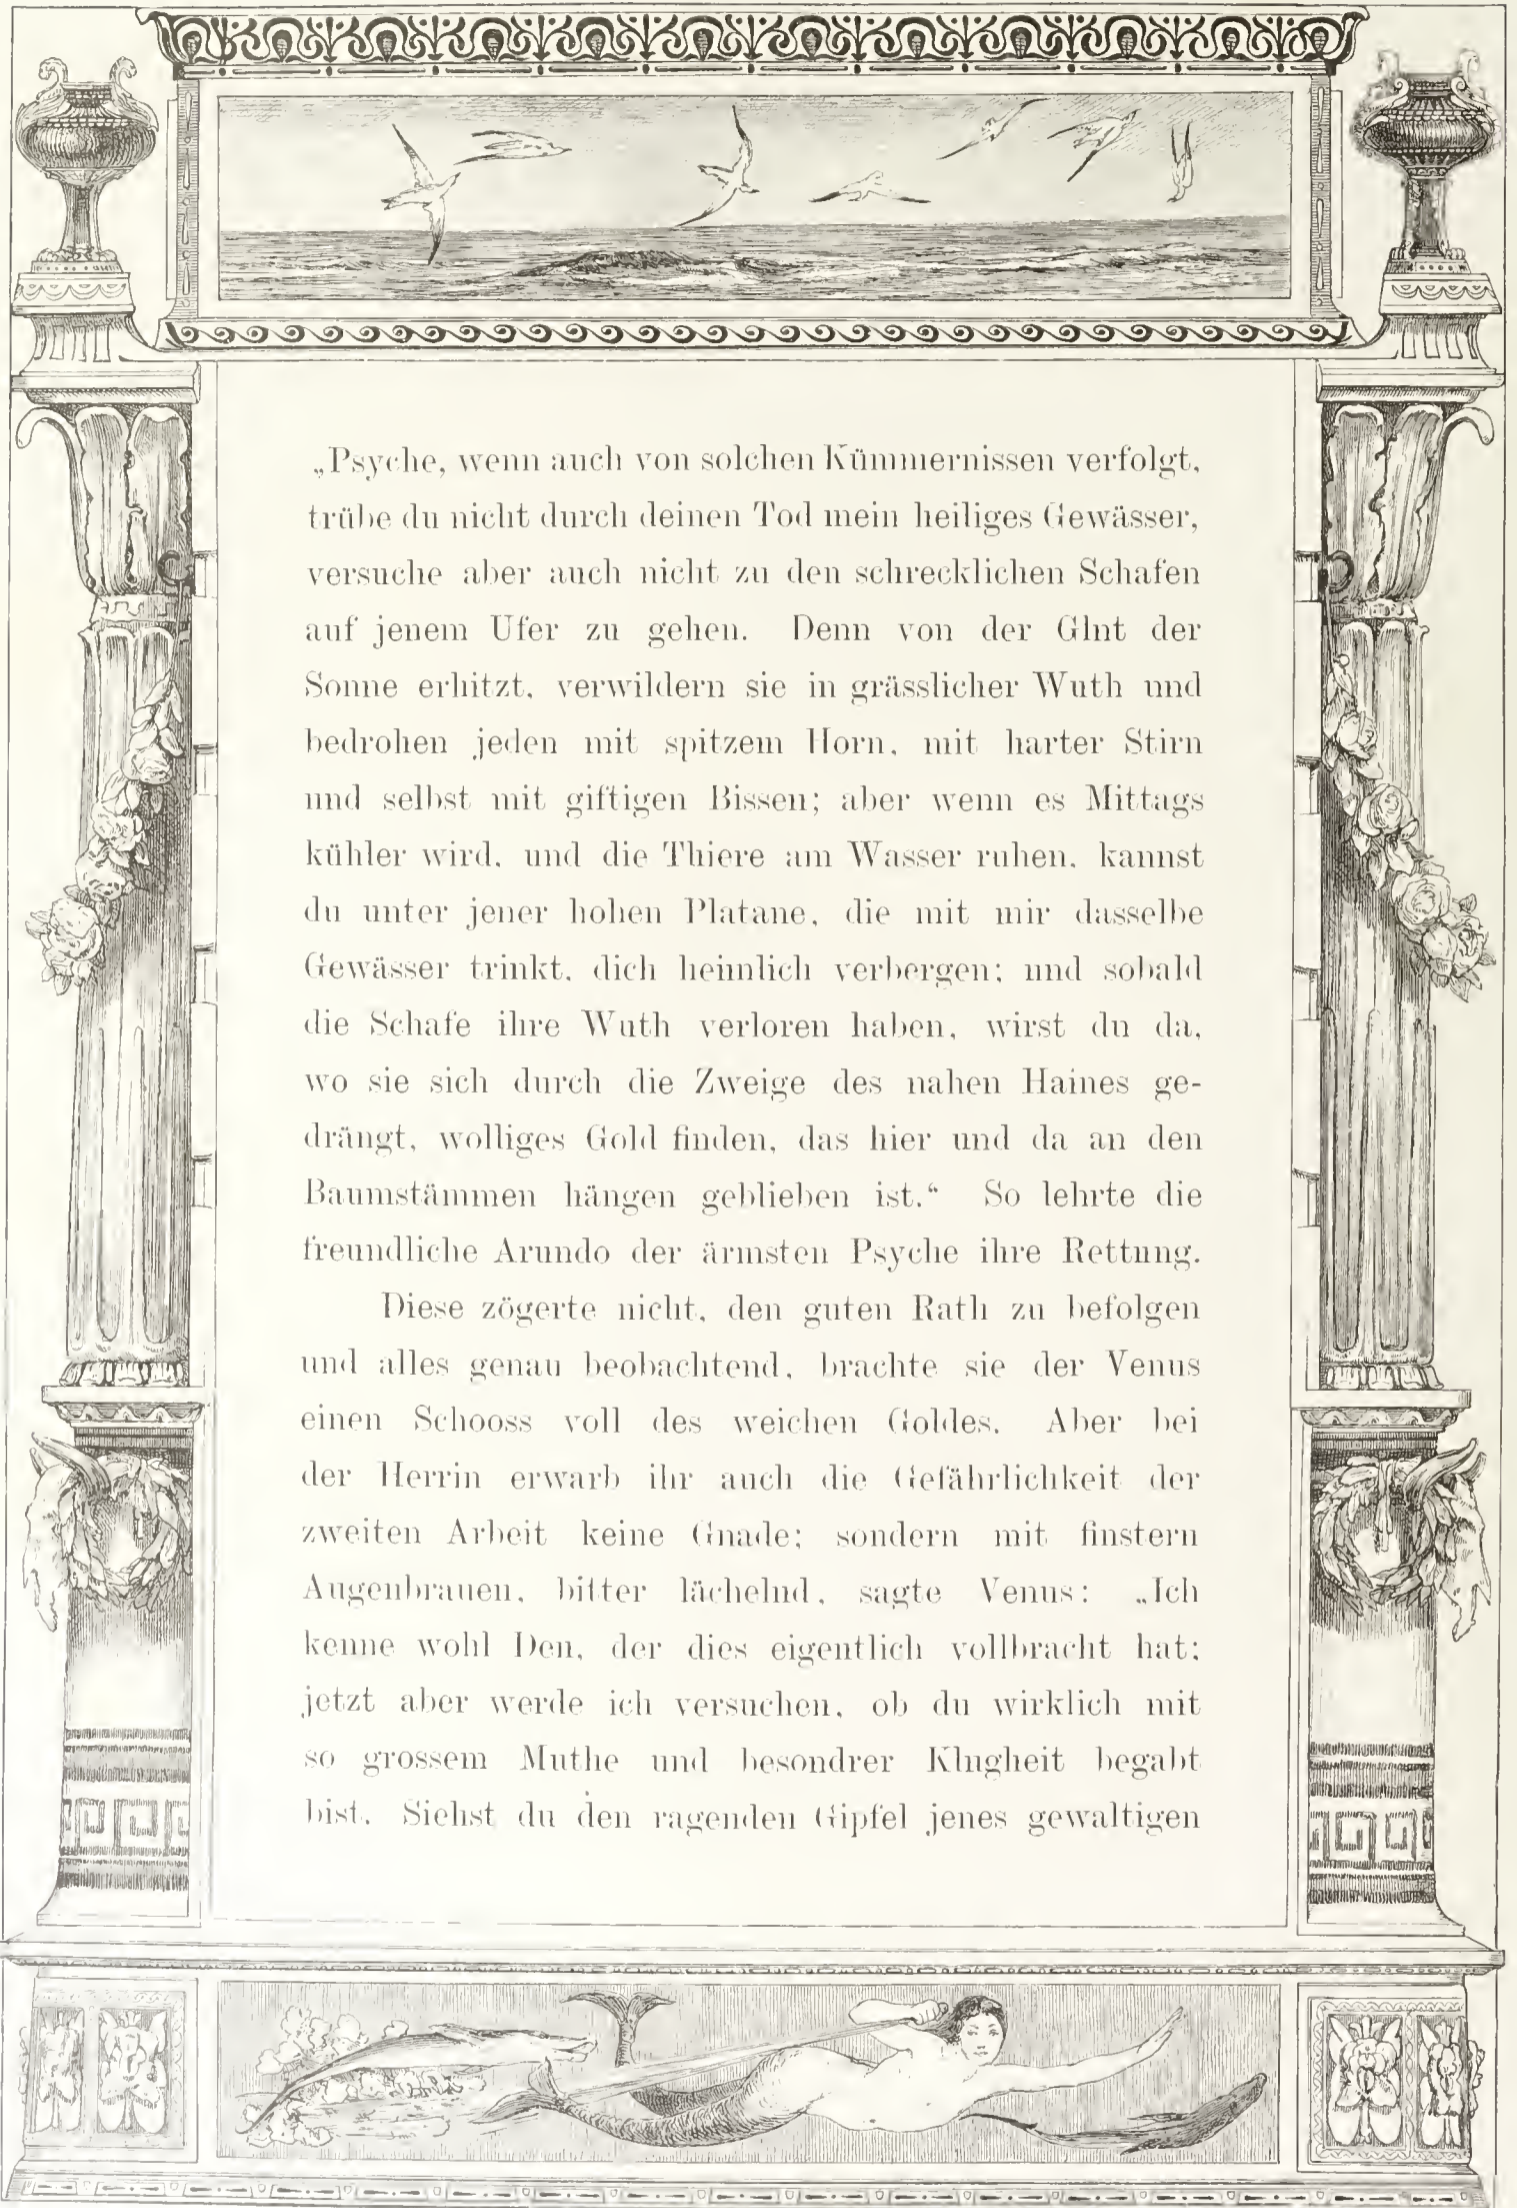 „Psyche, wenn auch von solchen Kümmernissen verfolgt,
trübe du nicht durch deinen Tod mein heiliges Gewässer,
versuche aber auch nicht zu den schrecklichen Schafen
auf jenem Ufer zu gehen. Denn von der Glut der
Sonne erhitzt, verwildern sie in grässlicher Wuth und
bedrohen jeden mit spitzem Horn, mit harter Stirn
und selbst mit giftigen Bissen; aber wenn es Mittags
kühler wird, und die Thiere am Wasser ruhen, kannst
du unter jener hohen Platane, die mit mir dasselbe
Gewässer trinkt, dich heimlich verbergen; und sobald
die Schafe ihre Wuth verloren haben, wirst du da,
wo sie sich durch die Zweige des nahen Haines ge-
drängt, wolliges Gold finden, das hier und da an den
Baumstämmen hängen geblieben ist.“ So lehrte die
freundliche Arundo der ärmsten Psyche ihre Rettung.
Diese zögerte nicht, den guten Rath zu befolgen
und alles genau beobachtend, brachte sie der Venus
einen Schooss voll des weichen Goldes. Aber bei
der Herrin erwarb ihr auch die Gefährlichkeit der
zweiten Arbeit keine Gnade; sondern mit finstern
Augenbrauen, bitter lächelnd, sagte Venus: „Ich
kenne wohl Den, der dies eigentlich vollbracht hat;
jetzt aber werde ich versuchen, ob du wirklich mit
so grossem Muthe und besondrer Klugheit begabt
bist. Siehst du den ragenden Gipfel jenes gewaltigen